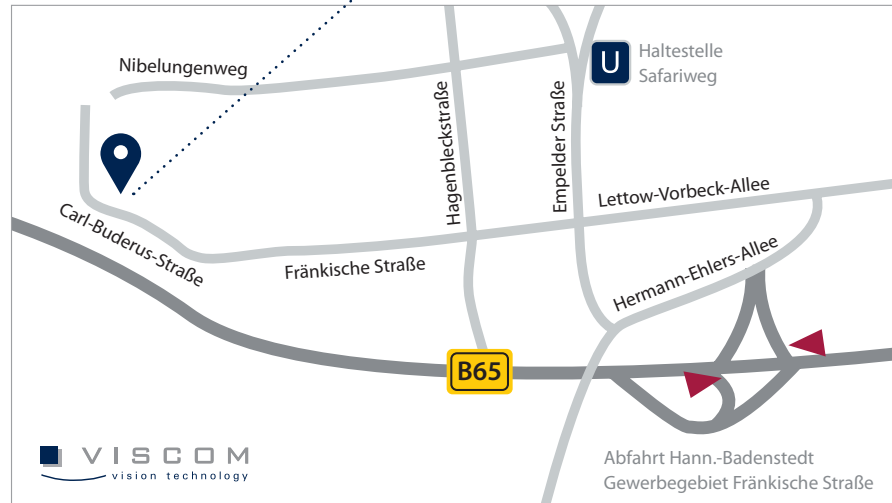 Nibelungenweg
U
Haltestelle
Safariweg
Hagenbleckstraße
Empelder Straße
Lettow-Vorbeck-Allee
Carl-Buderus-Straße
Fränkische Straße
Hermann-Ehlers-Allee
B65
VISCOM
vision technology
Abfahrt Hann.-Badenstedt
Gewerbegebiet Fränkische Straße